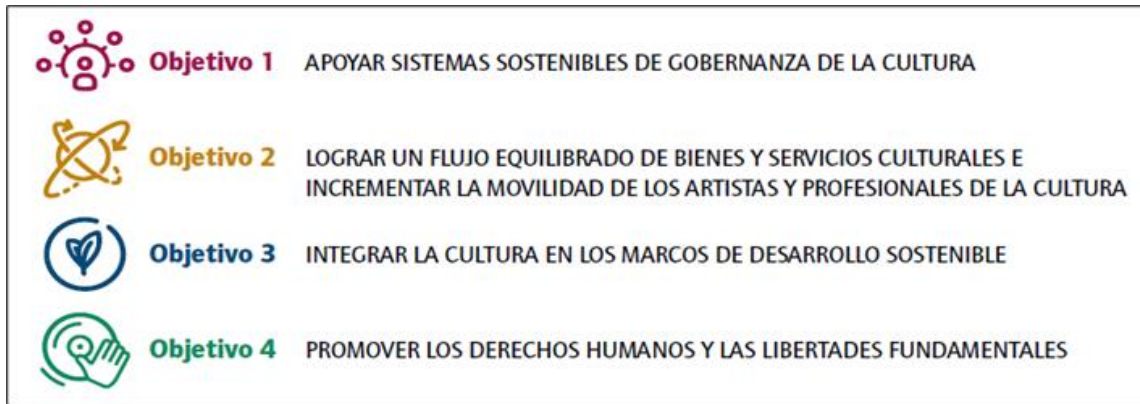 Objetivo 1 APOYAR SISTEMAS SOSTENIBLES DE GOBERNANZA DE LA CULTURA
Objetivo 2 LOGRAR UN FLUJO EQUILIBRADO DE BIENES Y SERVICIOS CULTURALES E
INCREMENTAR LA MOVILIDAD DE LOS ARTISTAS Y PROFESIONALES DE LA CULTURA
Objetivo 3 INTEGRAR LA CULTURA EN LOS MARCOS DE DESARROLLO SOSTENIBLE
Objetivo 4 PROMOVER LOS DERECHOS HUMANOS Y LAS LIBERTADES FUNDAMENTALES